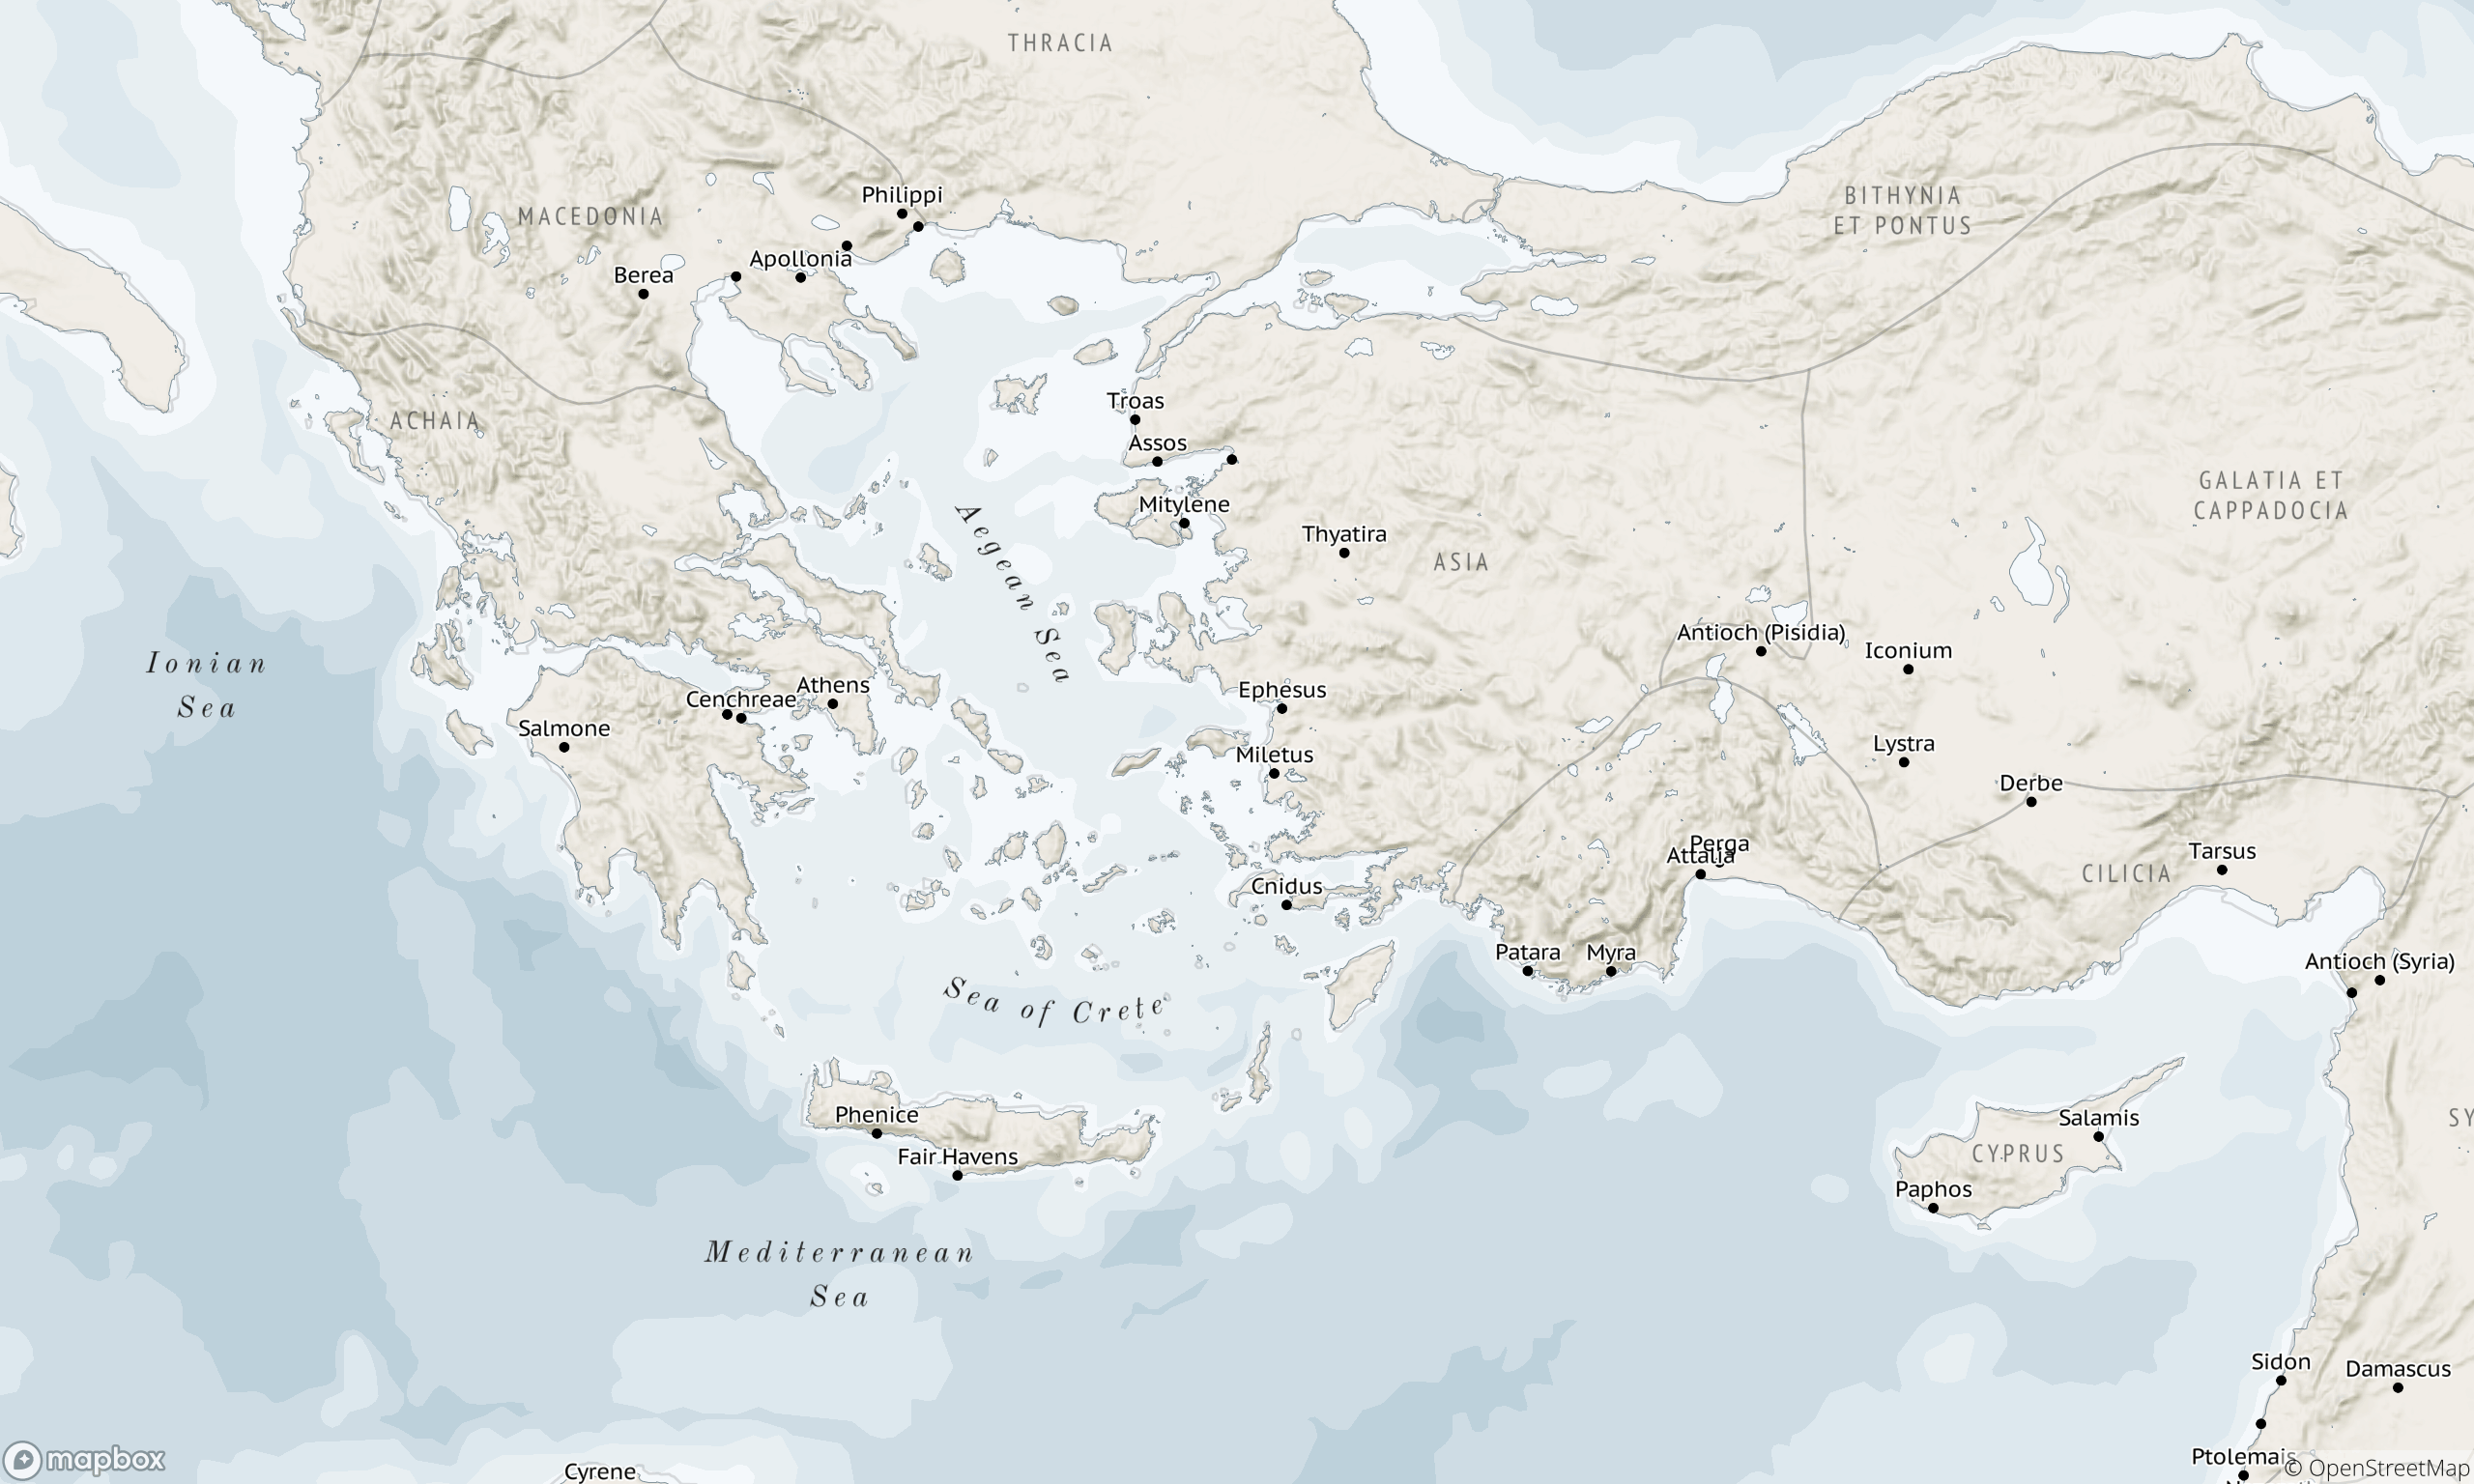 THRACIA
Philippi
BITHYNIA
ET PONTUS
MACEDONIA
Apollonia
Berea
Troas
ACHAIA
Assos
GALATIA ET
CAPPADOCIA
Mitylene
Aegean Sea
Thyatira
ASIA
Antioch (Pisidia)
Iconium
Ionian
Sea
Athens
Ephesus
Cenchreae
Salmone
Lystra
Miletus
Derbe
Perga
Attalia
Tarsus
CILICIA
Cnidus
Patara
Myra
Antioch (Syria)
Sea of Crete
Phenice
Salamis
SY
Fair Havens
CYPRUS
Paphos
Mediterranean
Sea
Sidon
Damascus
Ptolemais
mapbox
Cyrene
© OpenStreetMap